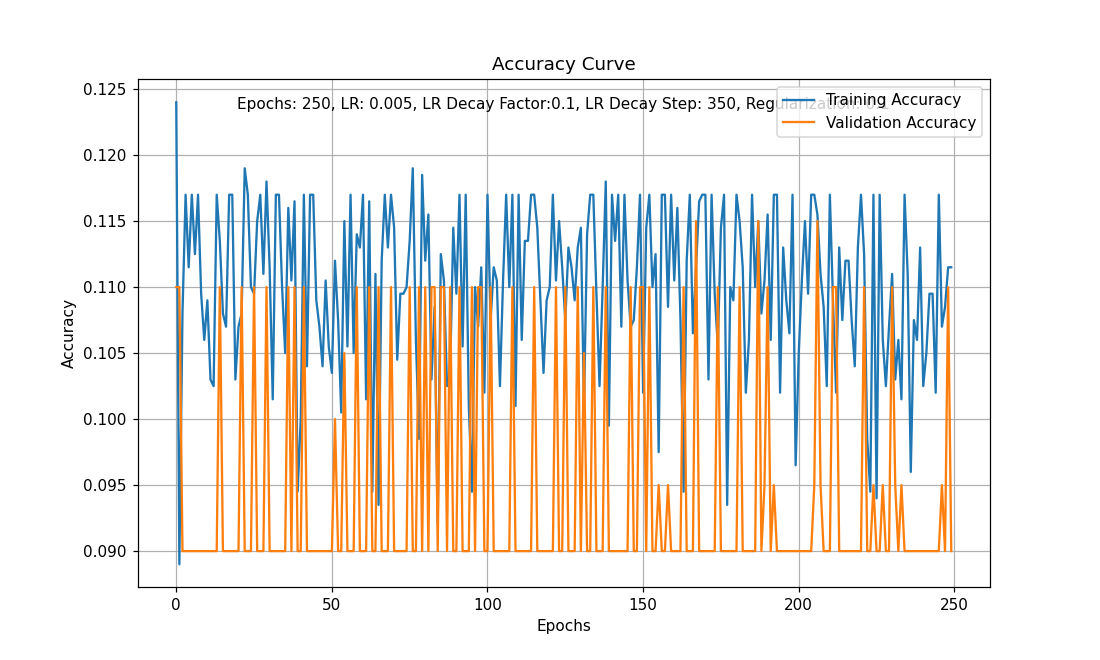 Accuracy Curve
Epochs: 250, LR: 0.005, LR Decay Factor:0.1, LR Decay Step: 350, Regularization:
Training Accuracy
Validation Accuracy
Accuracy
0.125
0.120
0.115
0.110
0.105
0.100
0.095
0.090
0 50 100 150 200 250
Epochs